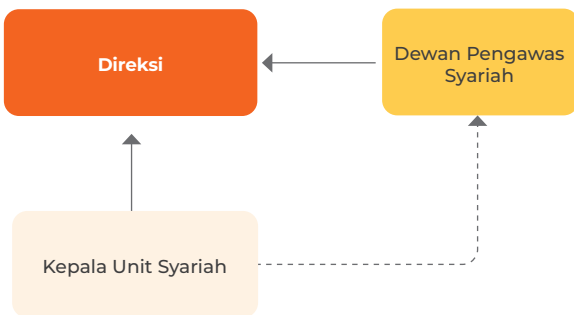 Direksi
Dewan Pengawas
Syariah
Kepala Unit Syariah